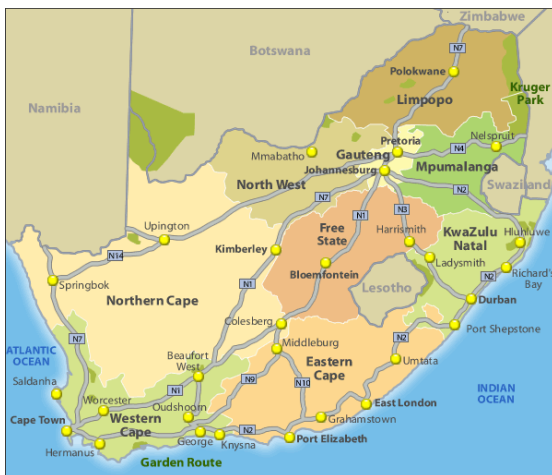 Zimbabwe
Botswana
N7
Polokwane
Kruger
Park
Limpopo
Namibia
Pretoria
Nelspruit
Mmabatho
Gauteng
N4
Johannesburg
Mpumalanga
North West
N7
N2
Swaziland
N1
N3
Free
State
Harrismith
KwaZulu
Natal
Hluhluwe
Upington
Kimberley
Ladysmith
N14
Bloemfontein
Richard's
Bay
N2
Springbok
N1
Lesotho
Northern Cape
Durban
Colesberg
Port Shepstone
N7
Middleburg
N2
ATLANTIC
OCEAN
Beaufort
West
Eastern
Cape
Umtata
Saldanha
N1
N9
N10
INDIAN
OCEAN
Worcester
Oudshoorn
East London
Cape Town
Western
Cape
Grahamstown
N2
Hermanus
George
Knysna
Port Elizabeth
Garden Route